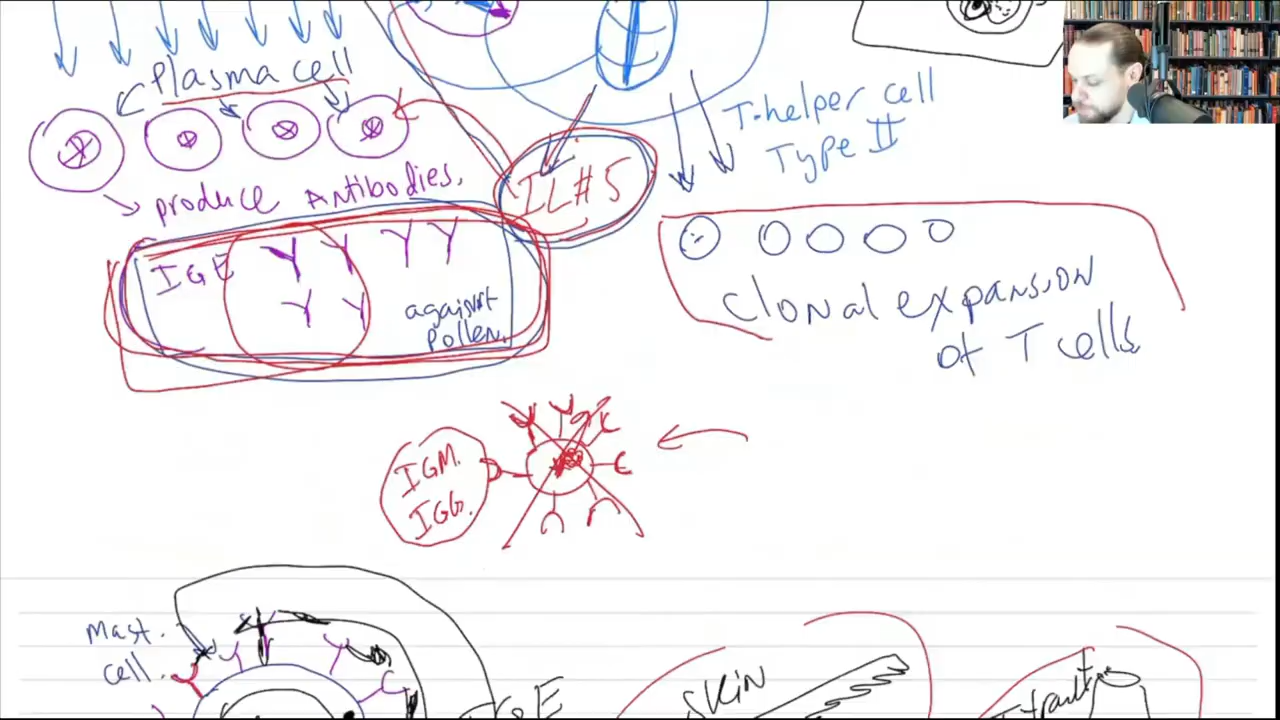 Plasma cell
T-helper cell
Type II
IL#5
produce Antibodies.
IGE
against
pollen.
clonal expansion
of T cells
IGM.
IGG.
Mast.
cell.
IGE
Skin